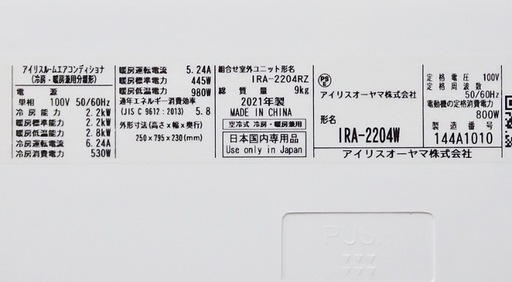 アイリスルームエアコンディショナ
(冷房・暖房兼用分離形)
電 源
単相 100V 50/60Hz
冷房能力 2.2kW
暖房標準能力 2.2kW
暖房低温能力 2.8kW
冷房運転電流 6.24A
冷房消費電力 530W
暖房運転電流 5.24A
暖房標準電力 445W
暖房低温電力 980W
通年エネルギー消費効率
(JIS C 9612:2013) 5.8
外形寸法(高さx幅x奥行)
250×795×230(mm)
組合せ室外ユニット形名
IRA-2204RZ
総質量 9kg
2021年製
MADE IN CHINA
空冷式 冷房・暖房兼用
日本国内専用品
Use only in Japan
PS
E
アイリスオーヤマ株式会社
形名
IRA-2204W
定格電圧 100V
定格周波数
50/60Hz
電動機の定格消費電力
800W
製造番号
144A1010
アイリスオーヤマ株式会社
PUSH